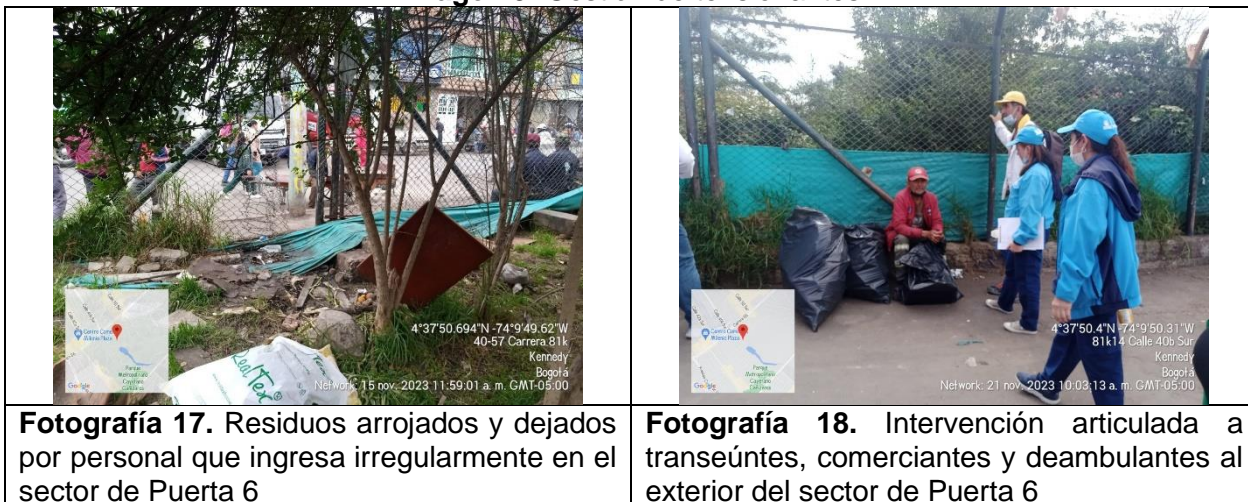 4°37'50.694"N -74°9'49.62"W
40-57 Carrera 81k
Kennedy
Bogotá
Network: 15 nov. 2023 11:59:01 a. m. GMT-05:00
RealTex
Google
4°37'50.4"N -74°9'50.31"W
81k14 Calle 40b Sur
Kennedy
Bogotá
Network: 21 nov. 2023 10:03:13 a. m. GMT-05:00
Google
Fotografía 17. Residuos arrojados y dejados
por personal que ingresa irregularmente en el
sector de Puerta 6
Fotografía 18. Intervención articulada a
transeúntes, comerciantes y deambulantes al
exterior del sector de Puerta 6